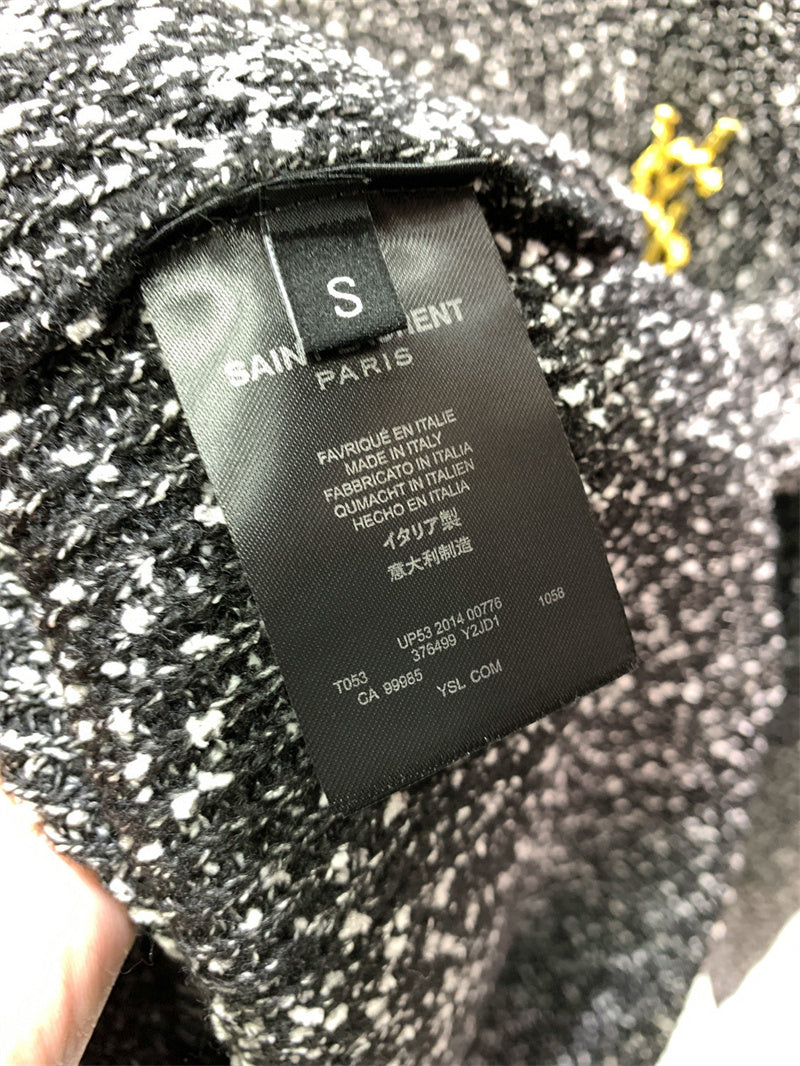 S
SAINT LAURENT
PARIS
FAVRIQUÉ EN ITALIE
MADE IN ITALY
FABBRICATO IN ITALIA
QUMACHT IN ITALIEN
HECHO EN ITALIA
イタリア製
意大利制造
UP53 2014 00776 1058
376499 Y2JD1
T053
CA 99985 YSL COM